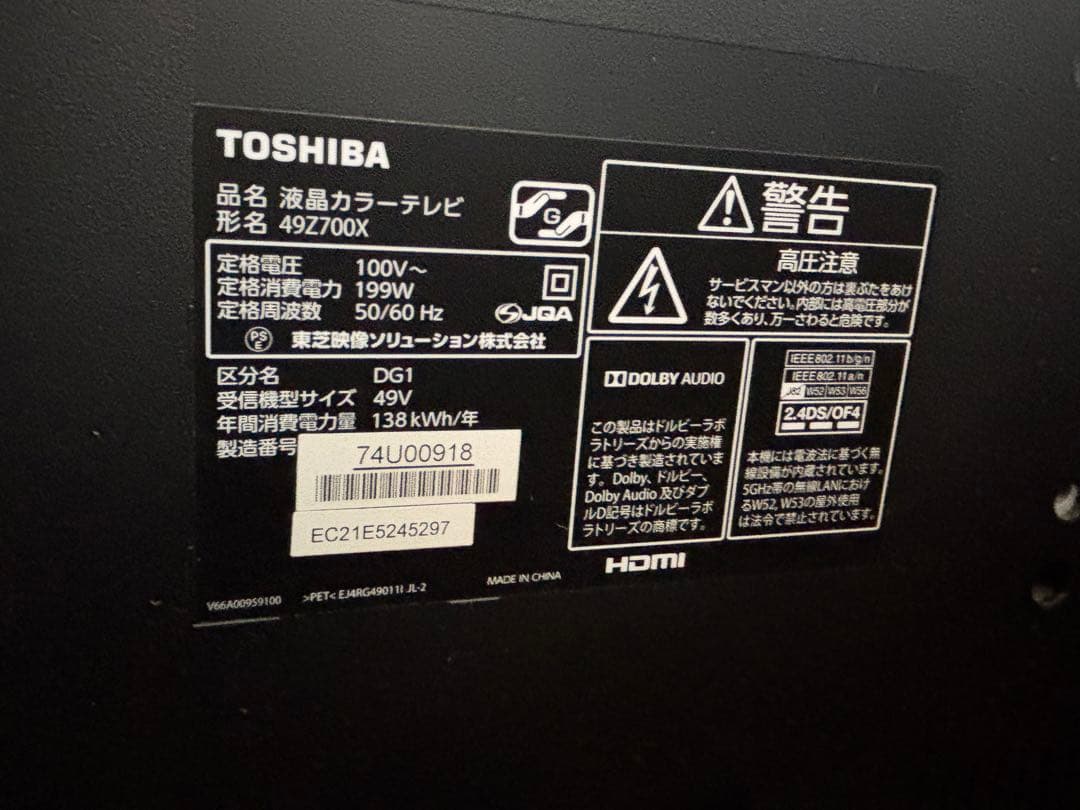 TOSHIBA
品名 液晶カラーテレビ
形名 49Z700X
G
定格電圧 100V～
定格消費電力 199W
定格周波数 50/60 Hz
JQA
PS
E
東芝映像ソリューション株式会社
区分名 DG1
受信機型サイズ 49V
年間消費電力量 138 kWh/年
製造番号
74U00918
EC21E5245297
V66A00959100
>PET< EJ4RG49011I JL-2
MADE IN CHINA
警告
高圧注意
サービスマン以外の方は裏ぶたをあけ
ないでください。内部には高電圧部分が
数多くあり、万一さわると危険です。
DOLBY AUDIO
この製品はドルビーラボ
ラトリーズからの実施権
に基づき製造されていま
す。Dolby、ドルビー、
Dolby Audio 及びダブ
ルD記号はドルビーラボ
ラトリーズの商標です。
HDMI
IEEE802.11b/g/n
IEEE802.11a/n
J52 W52 W53 W56
2.4DS/OF4
本機には電波法に基づく無
線設備が内蔵されています。
5GHz帯の無線LANにおけ
るW52, W53の屋外使用
は法令で禁止されています。